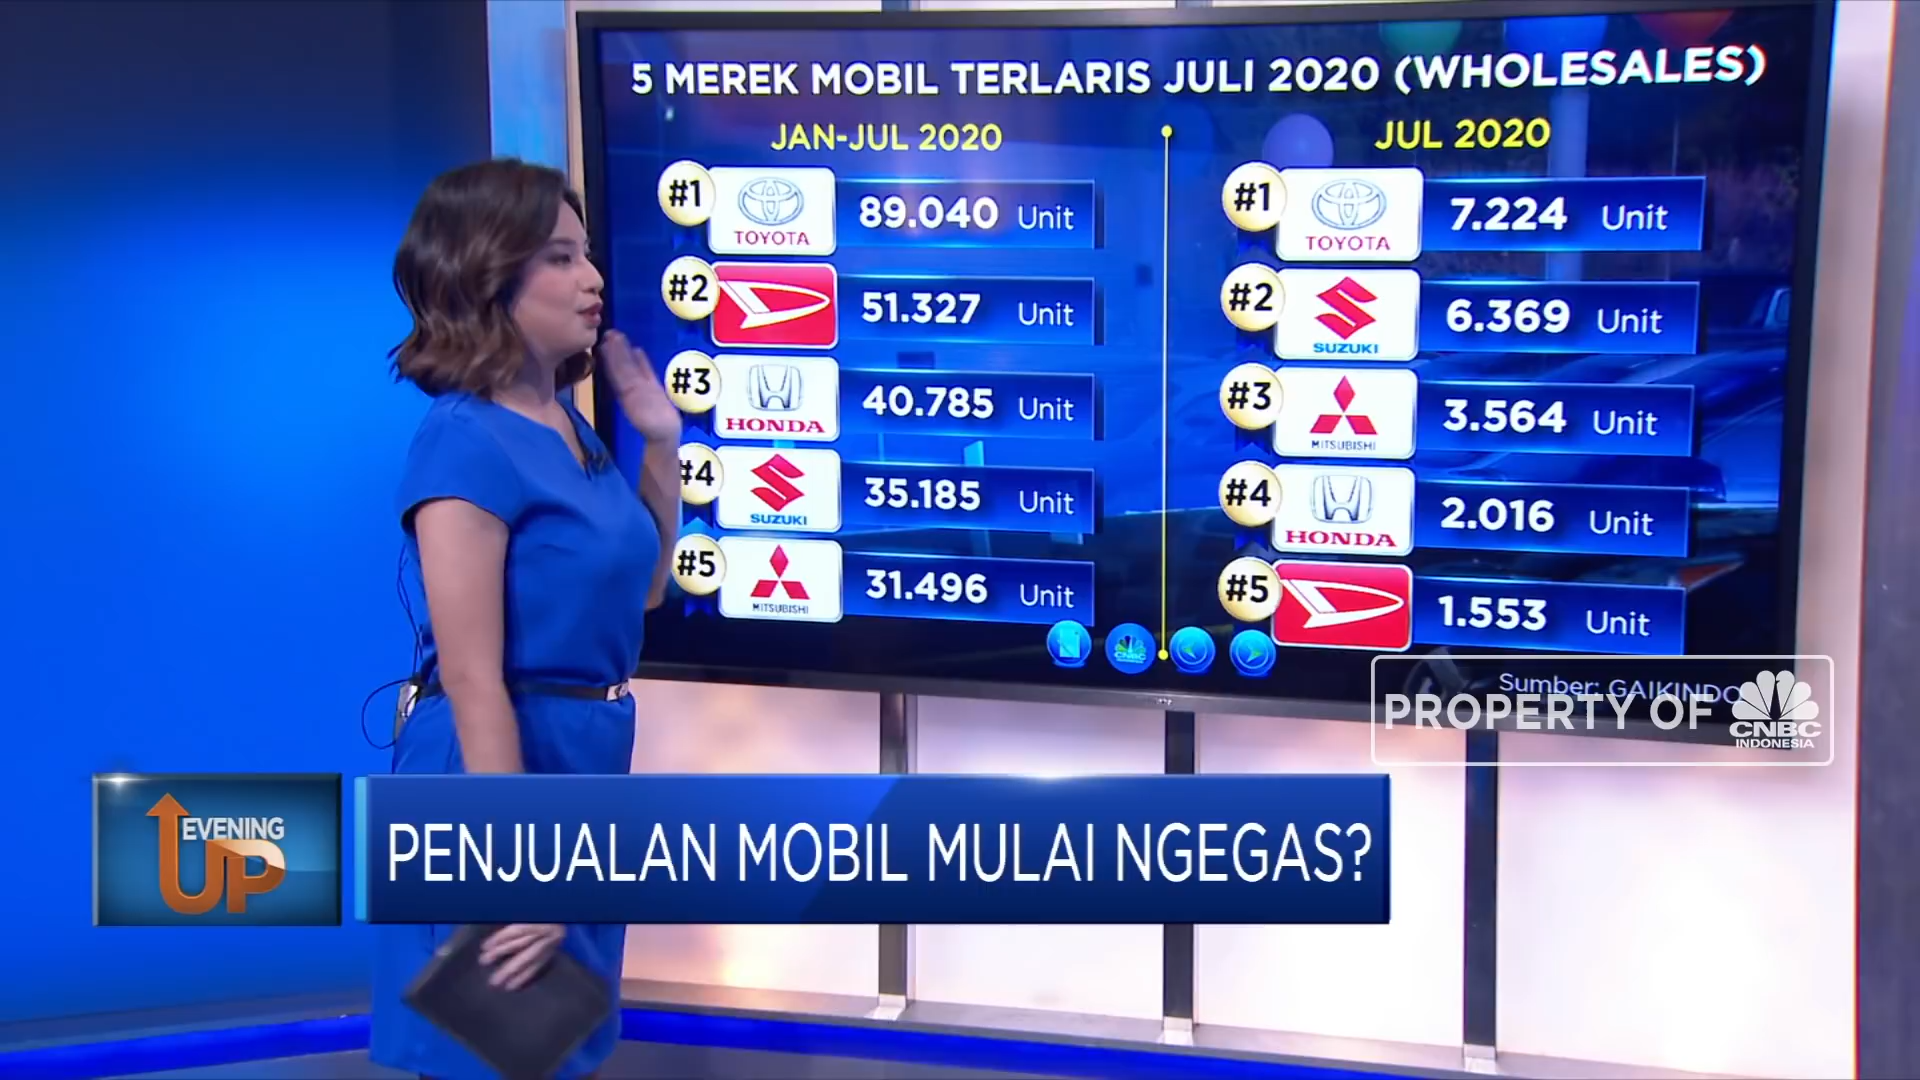 5 MEREK MOBIL TERLARIS JULI 2020 (WHOLESALES)
JAN-JUL 2020
#1 TOYOTA 89.040 Unit
#2 51.327 Unit
#3 HONDA 40.785 Unit
#4 SUZUKI 35.185 Unit
#5 MITSUBISHI 31.496 Unit
JUL 2020
#1 TOYOTA 7.224 Unit
#2 SUZUKI 6.369 Unit
#3 MITSUBISHI 3.564 Unit
#4 HONDA 2.016 Unit
#5 1.553 Unit
CNBC
Sumber: GAIKINDO
PROPERTY OF CNBC
INDONESIA
EVENING
UP
PENJUALAN MOBIL MULAI NGEGAS?